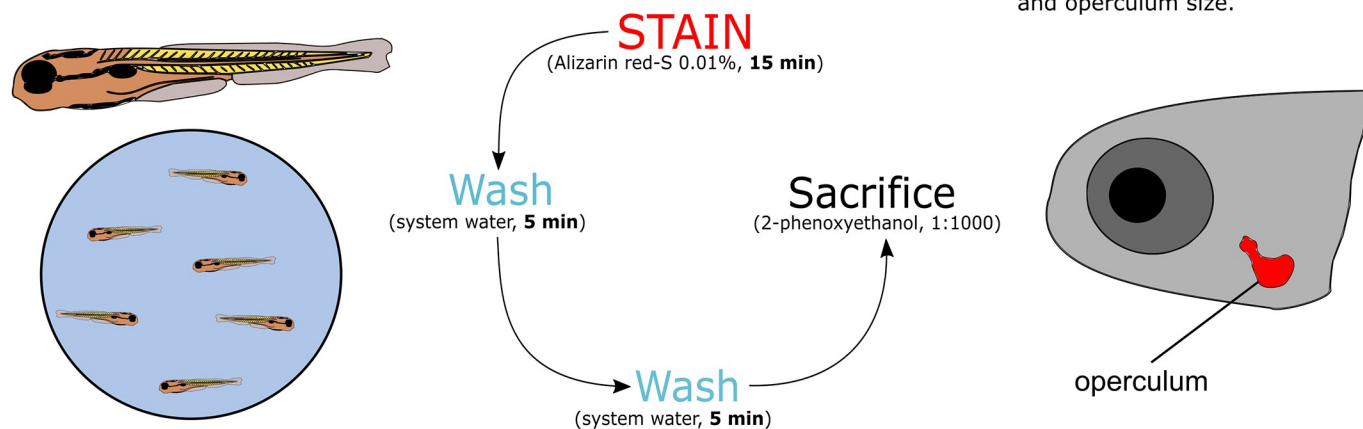 and operculum size.
STAIN
(Alizarin red-S 0.01%, 15 min)
Wash
(system water, 5 min)
Wash
(system water, 5 min)
Sacrifice
(2-phenoxyethanol, 1:1000)
operculum